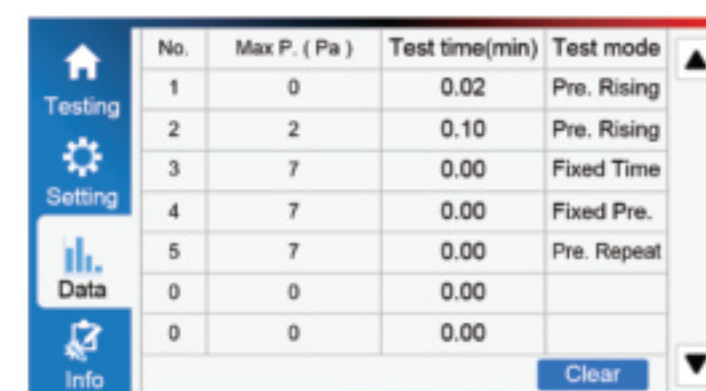 No. Max P. ( Pa ) Test time(min) Test mode
1 0 0.02 Pre. Rising
2 2 0.10 Pre. Rising
3 7 0.00 Fixed Time
4 7 0.00 Fixed Pre.
5 7 0.00 Pre. Repeat
0 0 0.00
0 0 0.00
Testing
Setting
Data
Info
Clear